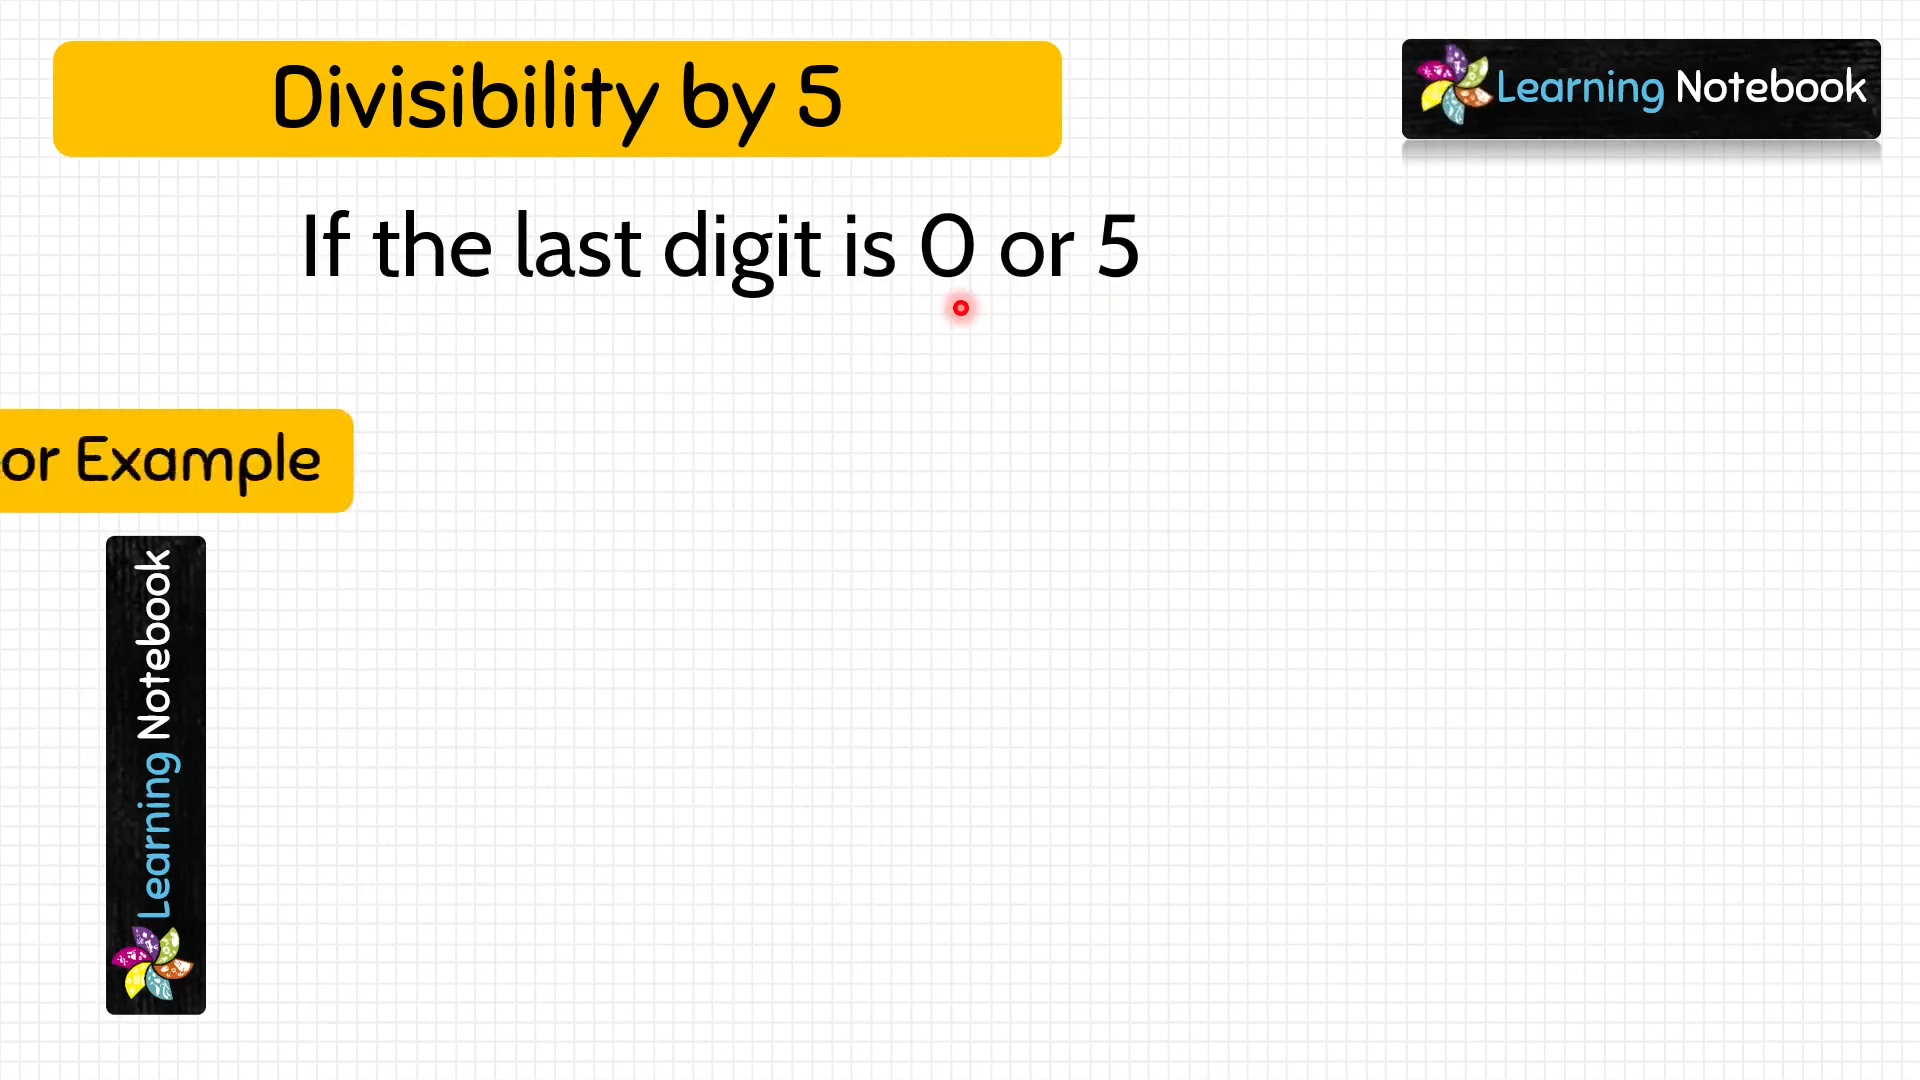 Divisibility by 5
Learning Notebook
If the last digit is 0 or 5
or Example
Learning Notebook